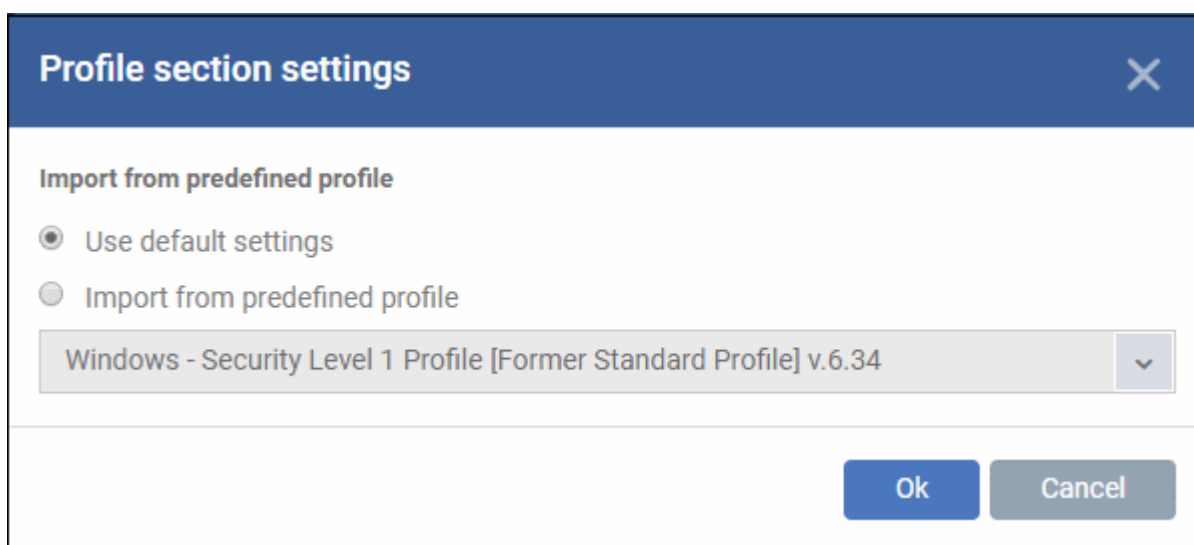 Profile section settings
Import from predefined profile
Use default settings
Import from predefined profile
Windows - Security Level 1 Profile [Former Standard Profile] v.6.34
Ok
Cancel